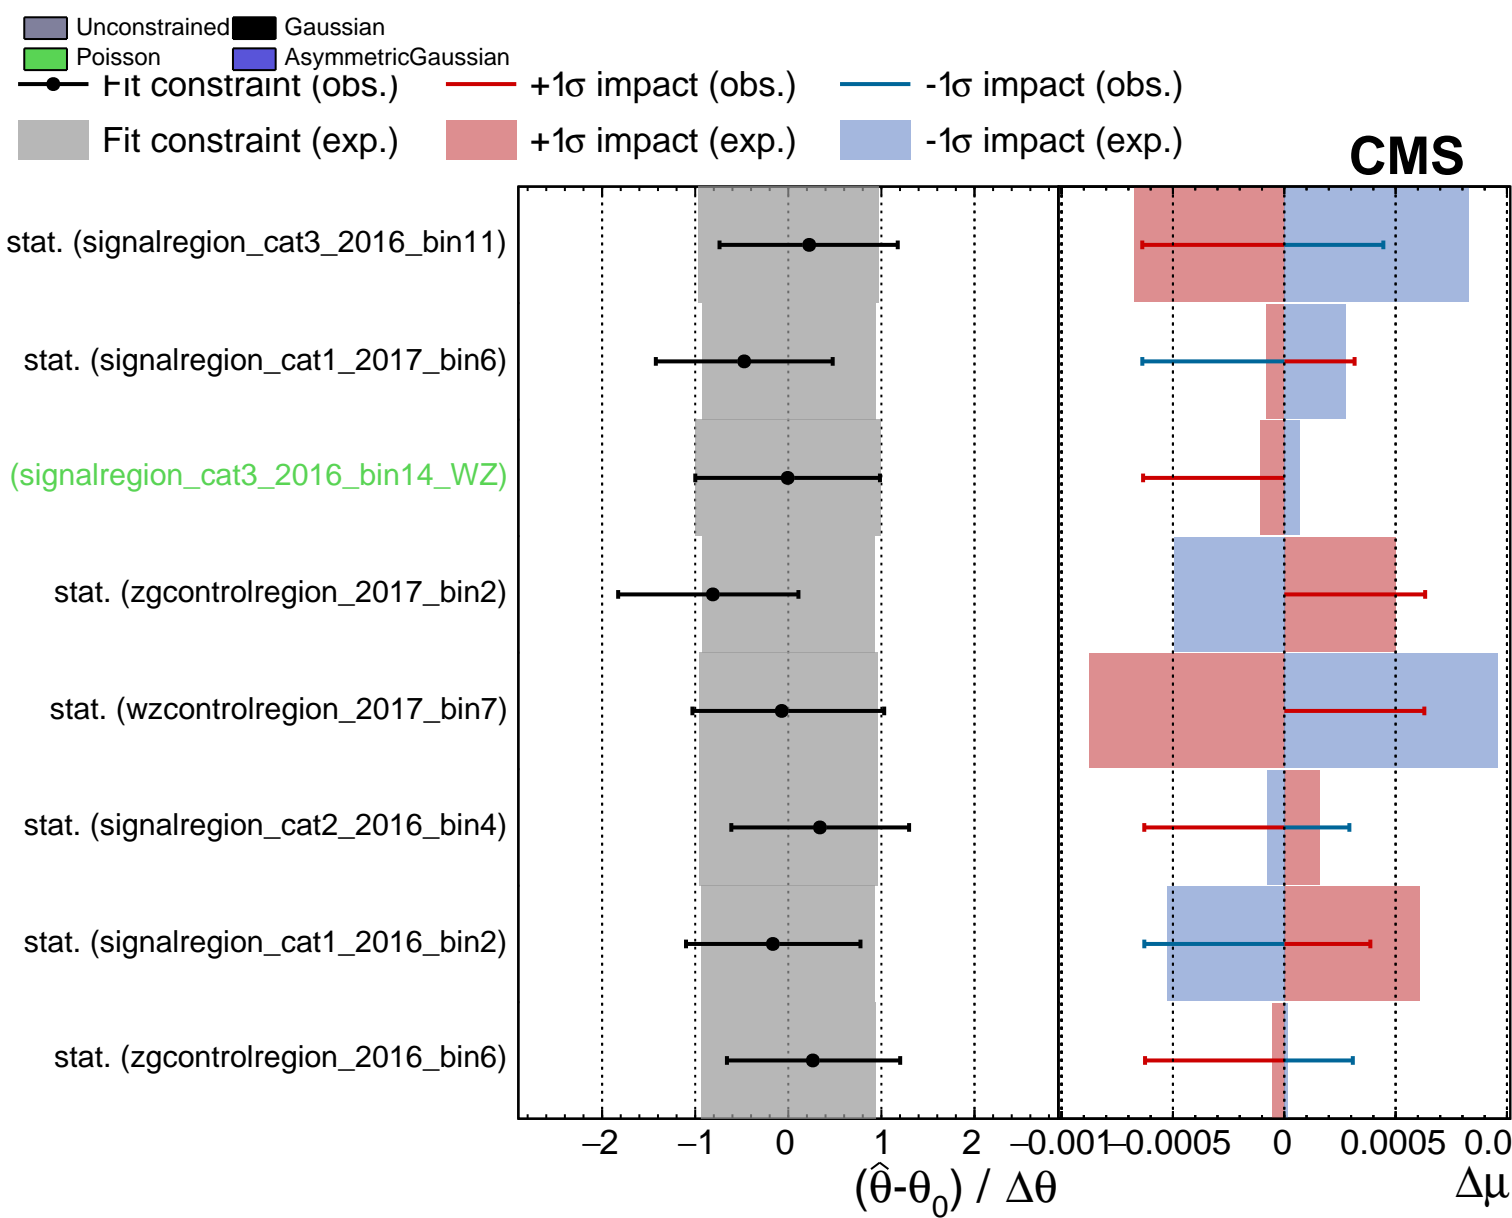 Unconstrained Gaussian
Poisson AsymmetricGaussian
Fit constraint (obs.) +1σ impact (obs.) -1σ impact (obs.)
Fit constraint (exp.) +1σ impact (exp.) -1σ impact (exp.)
CMS
stat. (signalregion_cat3_2016_bin11)
stat. (signalregion_cat1_2017_bin6)
(signalregion_cat3_2016_bin14_WZ)
stat. (zgcontrolregion_2017_bin2)
stat. (wzcontrolregion_2017_bin7)
stat. (signalregion_cat2_2016_bin4)
stat. (signalregion_cat1_2016_bin2)
stat. (zgcontrolregion_2016_bin6)
−2 −1 0 1 2 −0.001 −0.0005 0 0.0005 0.0
(θ̂-θ₀) / Δθ Δμ